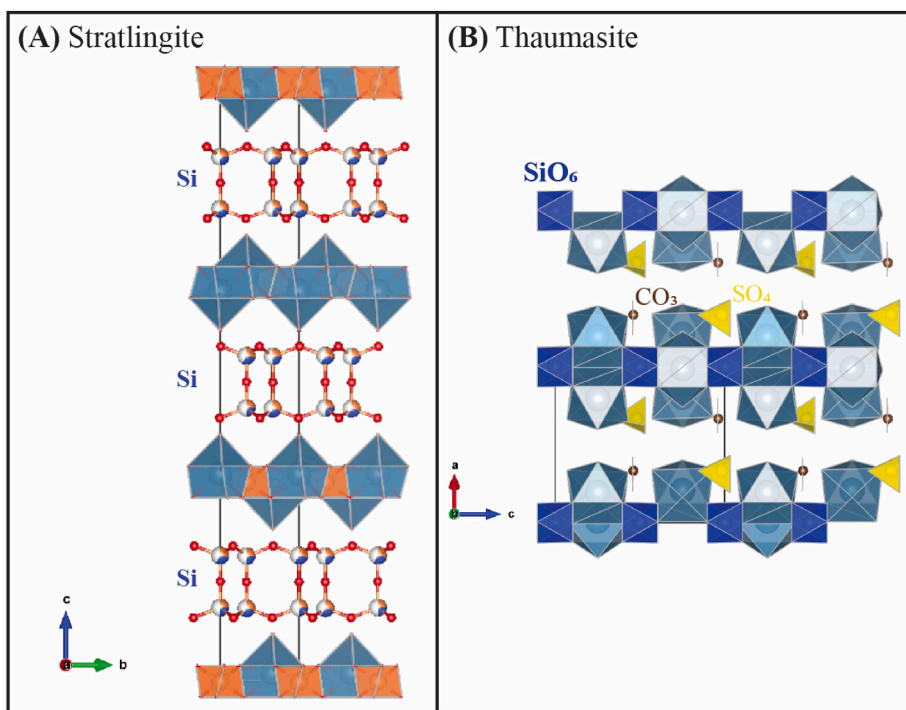 (A) Stratlingite
Si
Si
Si
c
a
b
(B) Thaumasite
SiO₆
CO₃
SO₄
a
c